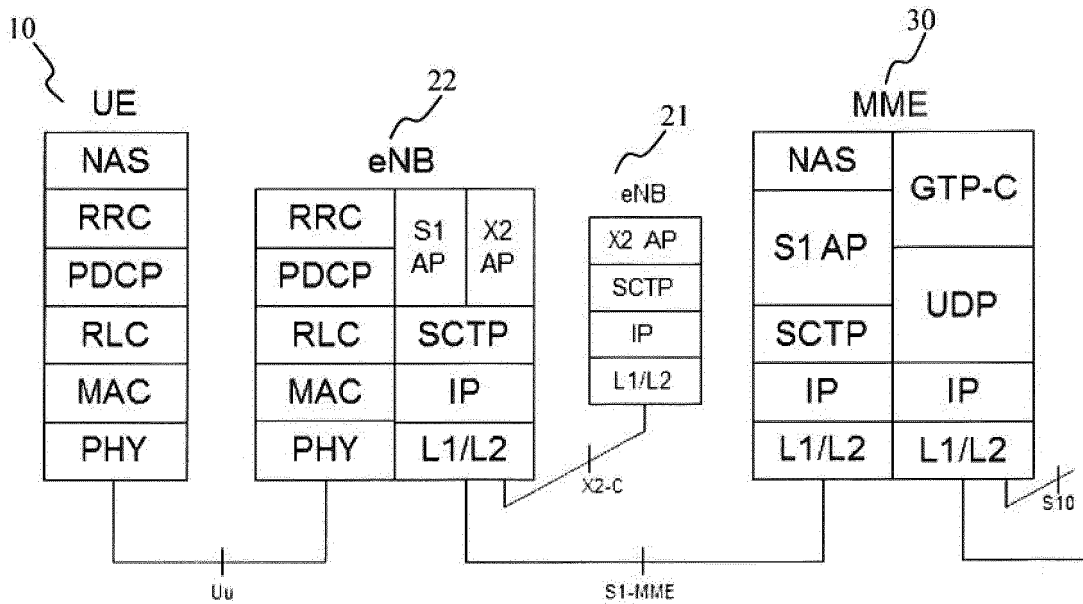 10
UE
NAS
RRC
PDCP
RLC
MAC
PHY
22
eNB
RRC
PDCP
RLC
MAC
PHY
S1
AP
X2
AP
SCTP
IP
L1/L2
21
eNB
X2 AP
SCTP
IP
L1/L2
30
MME
NAS
S1 AP
SCTP
IP
L1/L2
GTP-C
UDP
IP
L1/L2
Uu
X2-C
S1-MME
S10